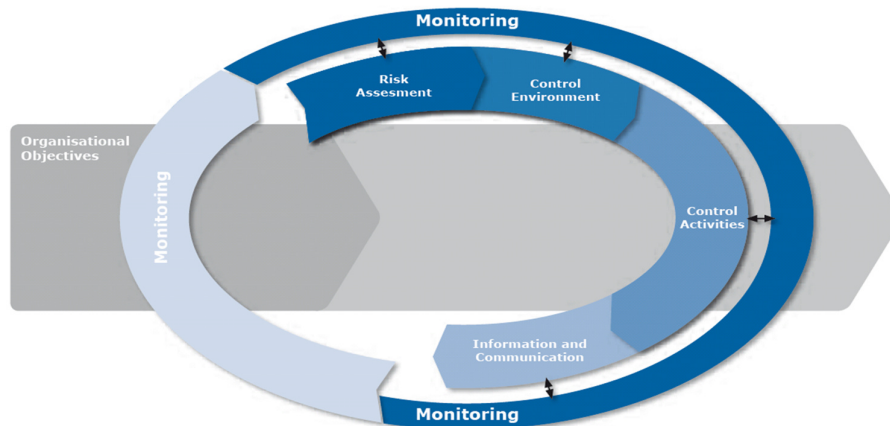 Monitoring
Risk
Assesment
Control
Environment
Organisational
Objectives
Monitoring
Control
Activities
Information and
Communication
Monitoring